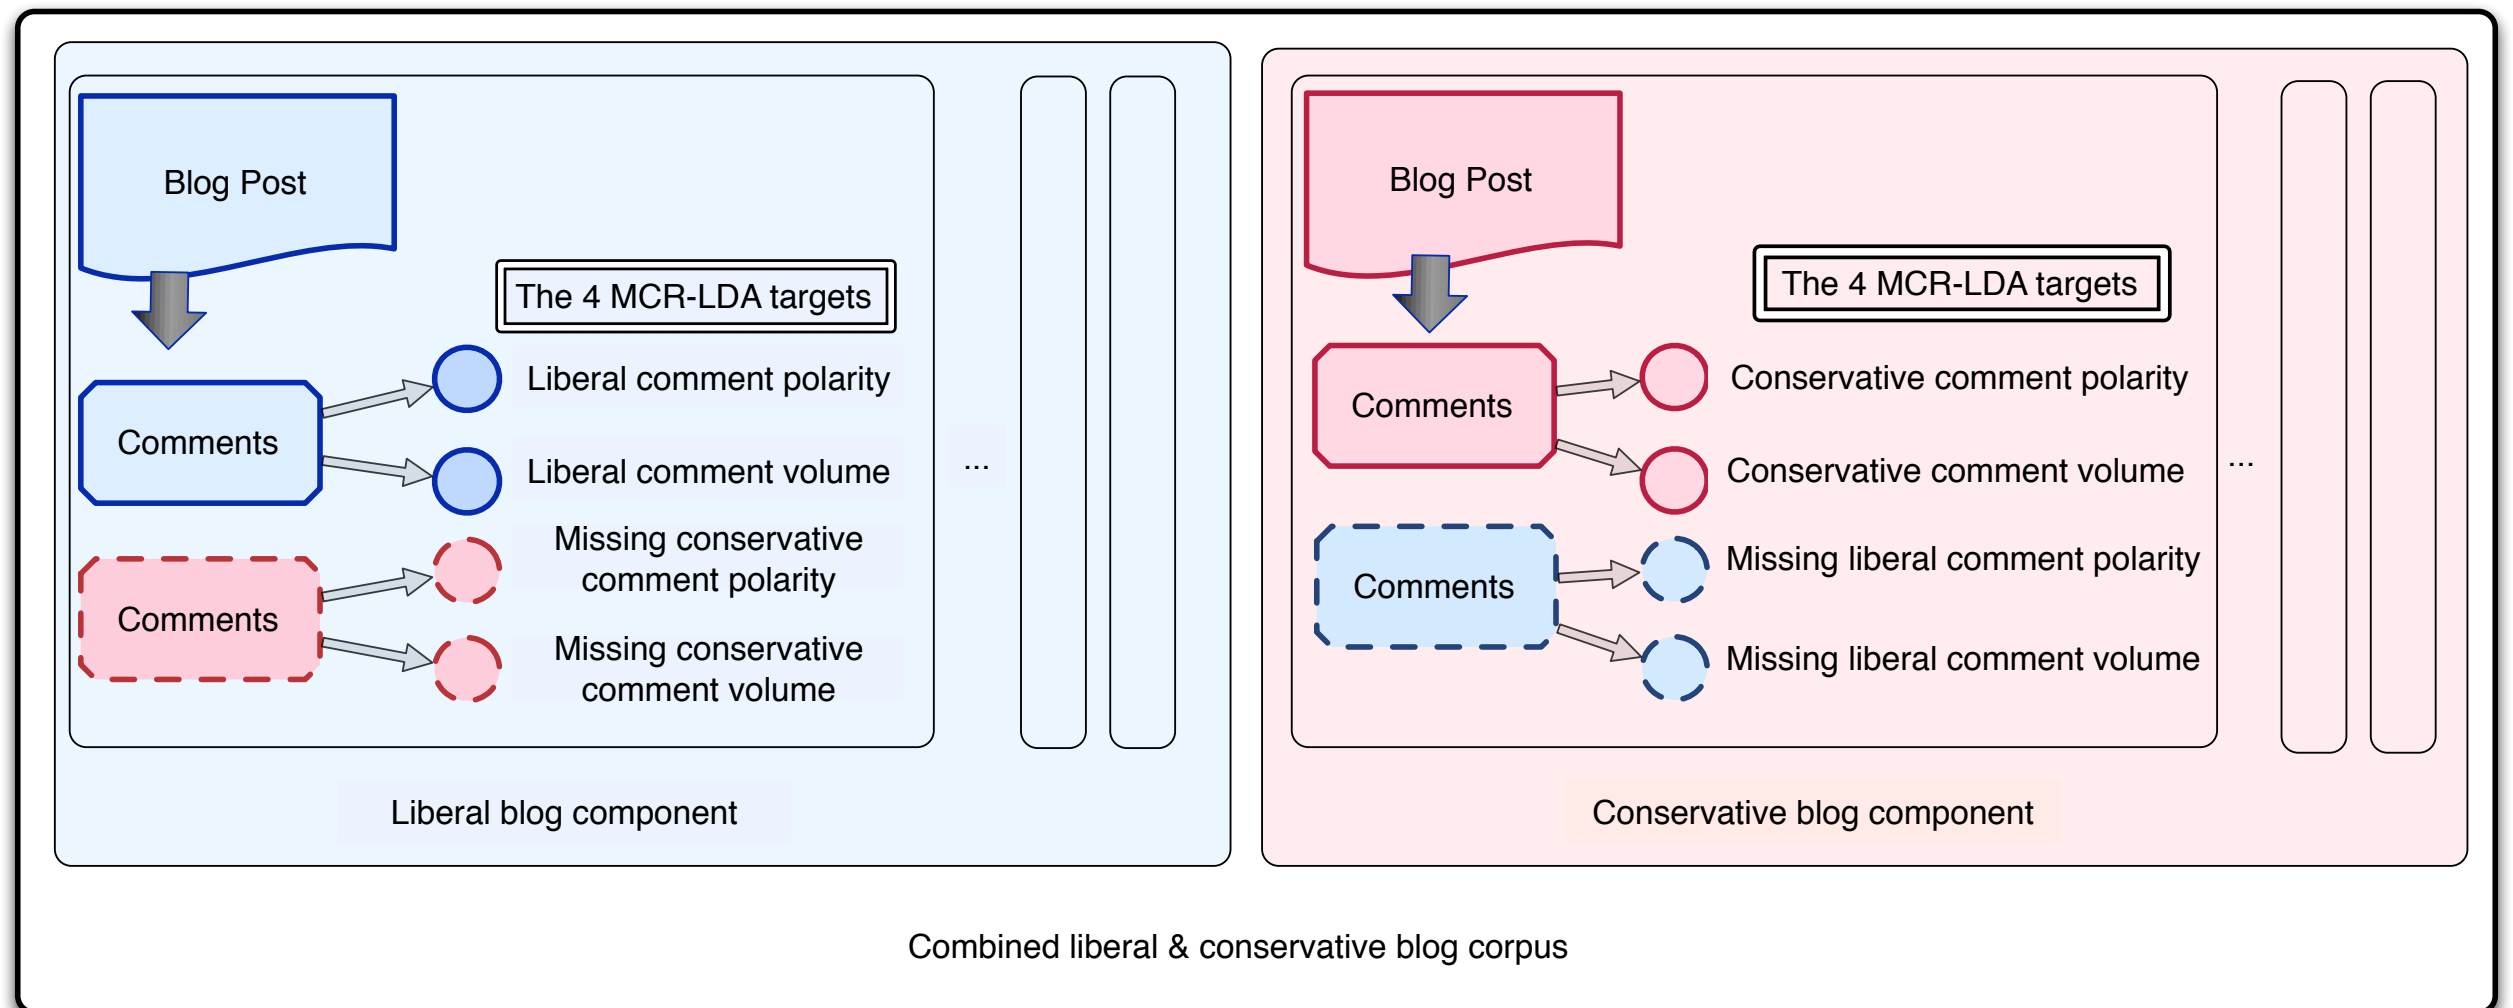 Blog Post
The 4 MCR-LDA targets
Liberal comment polarity
Comments
Liberal comment volume
...
Missing conservative
comment polarity
Comments
Missing conservative
comment volume
Liberal blog component
Blog Post
The 4 MCR-LDA targets
Conservative comment polarity
Comments
Conservative comment volume
...
Missing liberal comment polarity
Comments
Missing liberal comment volume
Conservative blog component
Combined liberal & conservative blog corpus